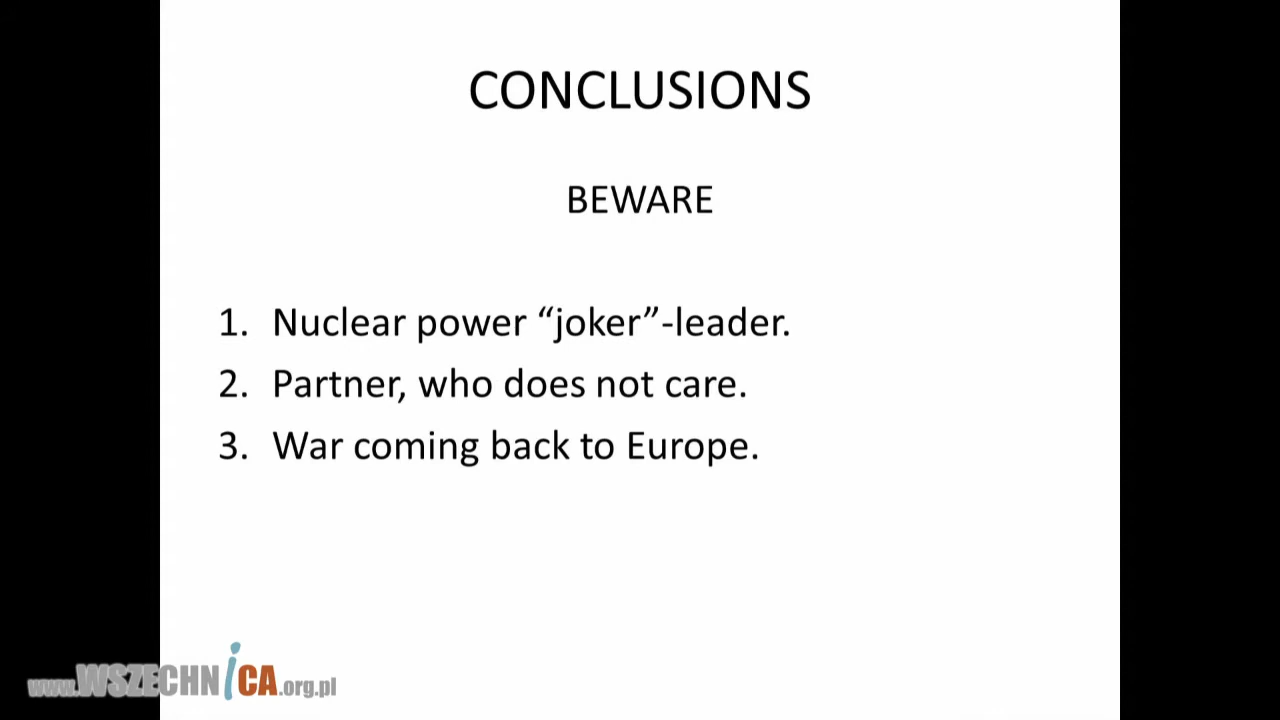 CONCLUSIONS
BEWARE
1. Nuclear power “joker”-leader.
2. Partner, who does not care.
3. War coming back to Europe.
www.WSZECHNiCA.org.pl